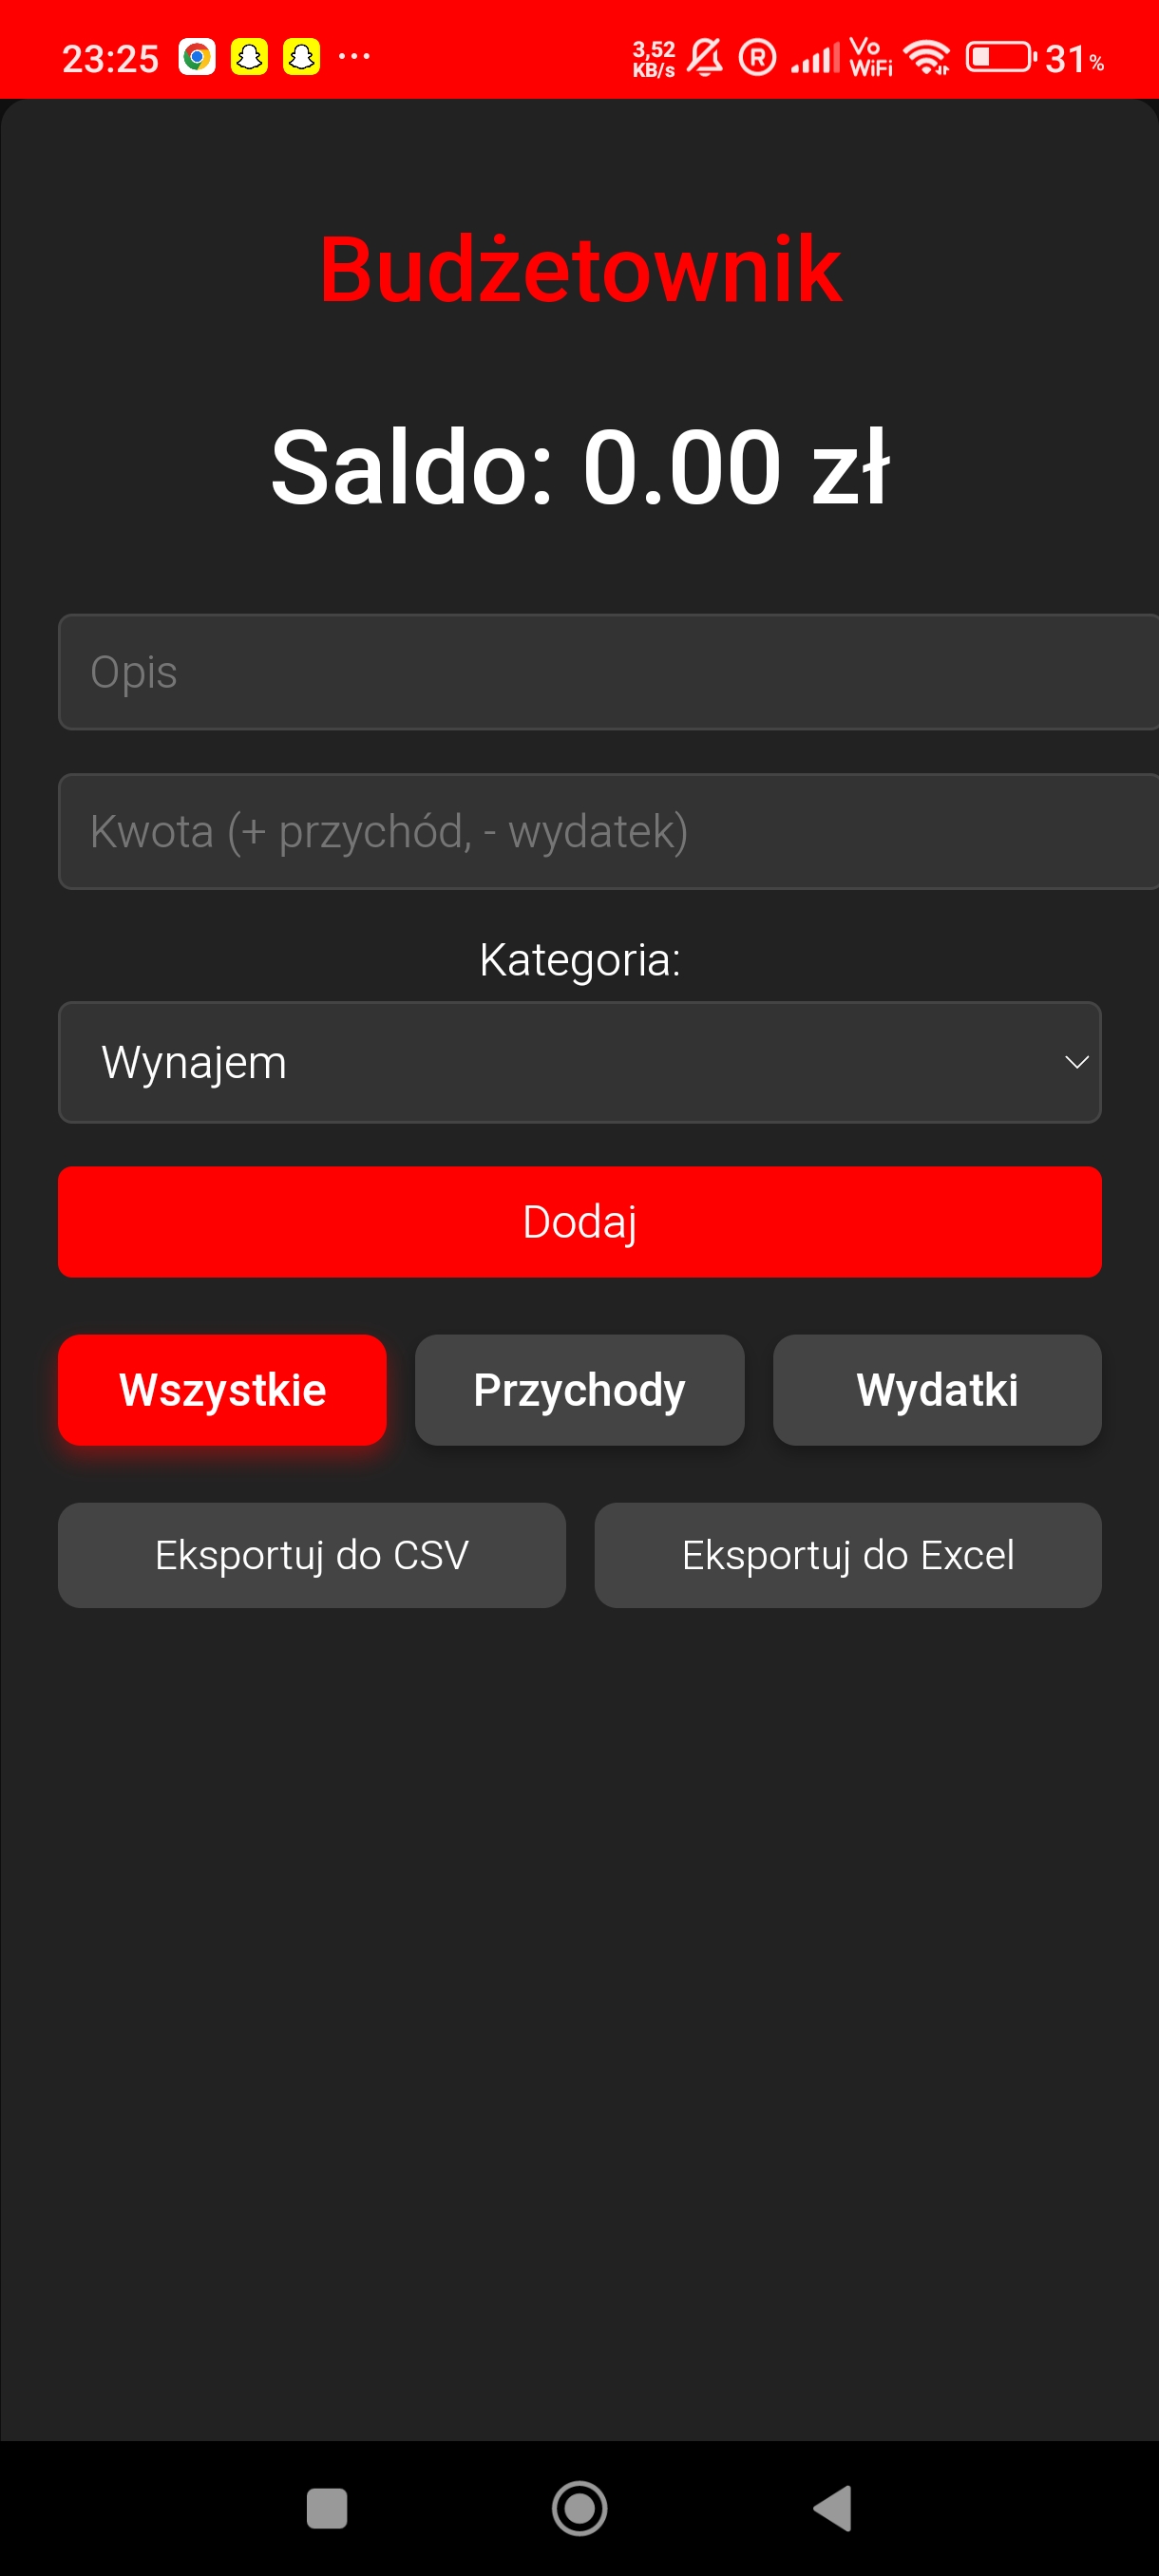 23:25 ... 3,52 KB/s R Vo WiFi 31%
Budżetownik
Saldo: 0.00 zł
Opis
Kwota (+ przychód, - wydatek)
Kategoria:
Wynajem
Dodaj
Wszystkie Przychody Wydatki
Eksportuj do CSV Eksportuj do Excel